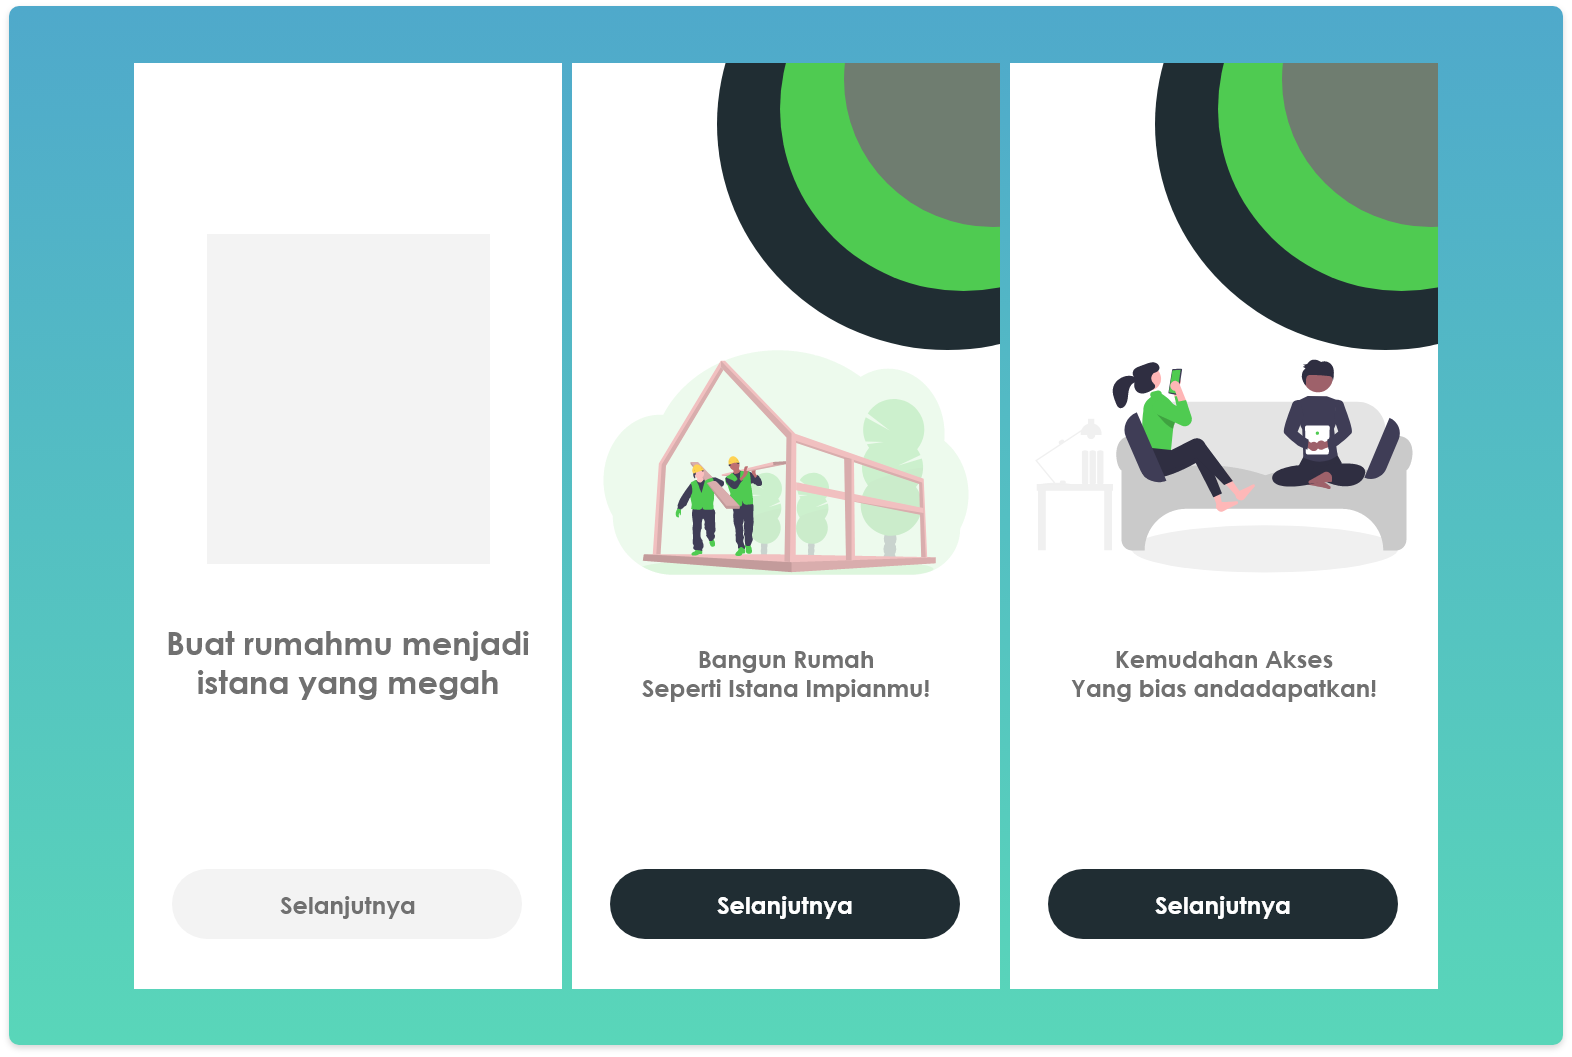 Buat rumahmu menjadi
istana yang megah
Selanjutnya
Bangun Rumah
Seperti Istana Impianmu!
Selanjutnya
Kemudahan Akses
Yang bias andadapatkan!
Selanjutnya